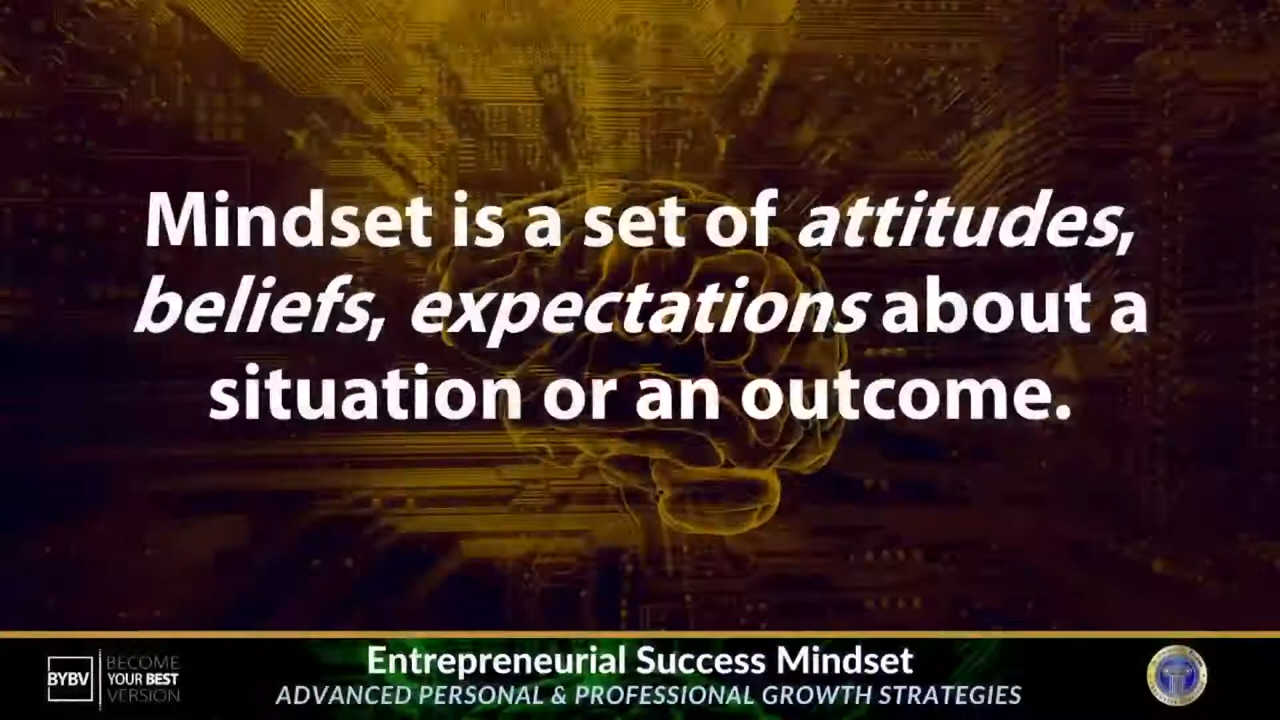 Mindset is a set of attitudes,
beliefs, expectations about a
situation or an outcome.
Entrepreneurial Success Mindset
ADVANCED PERSONAL & PROFESSIONAL GROWTH STRATEGIES
BYBV
BECOME
YOUR BEST
VERSION